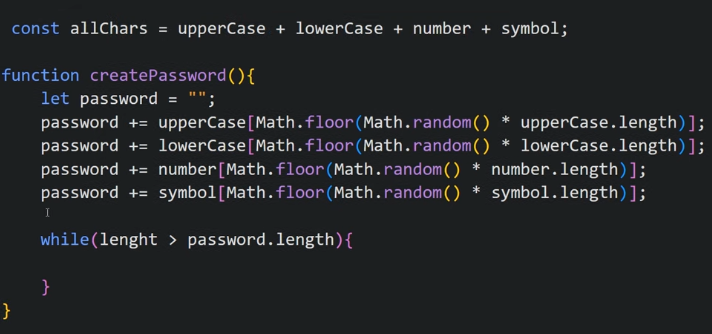 const allChars = upperCase + lowerCase + number + symbol;
function createPassword(){
let password = "";
password += upperCase[Math.floor(Math.random() * upperCase.length)];
password += lowerCase[Math.floor(Math.random() * lowerCase.length)];
password += number[Math.floor(Math.random() * number.length)];
password += symbol[Math.floor(Math.random() * symbol.length)];
while(lenght > password.length){
}
}